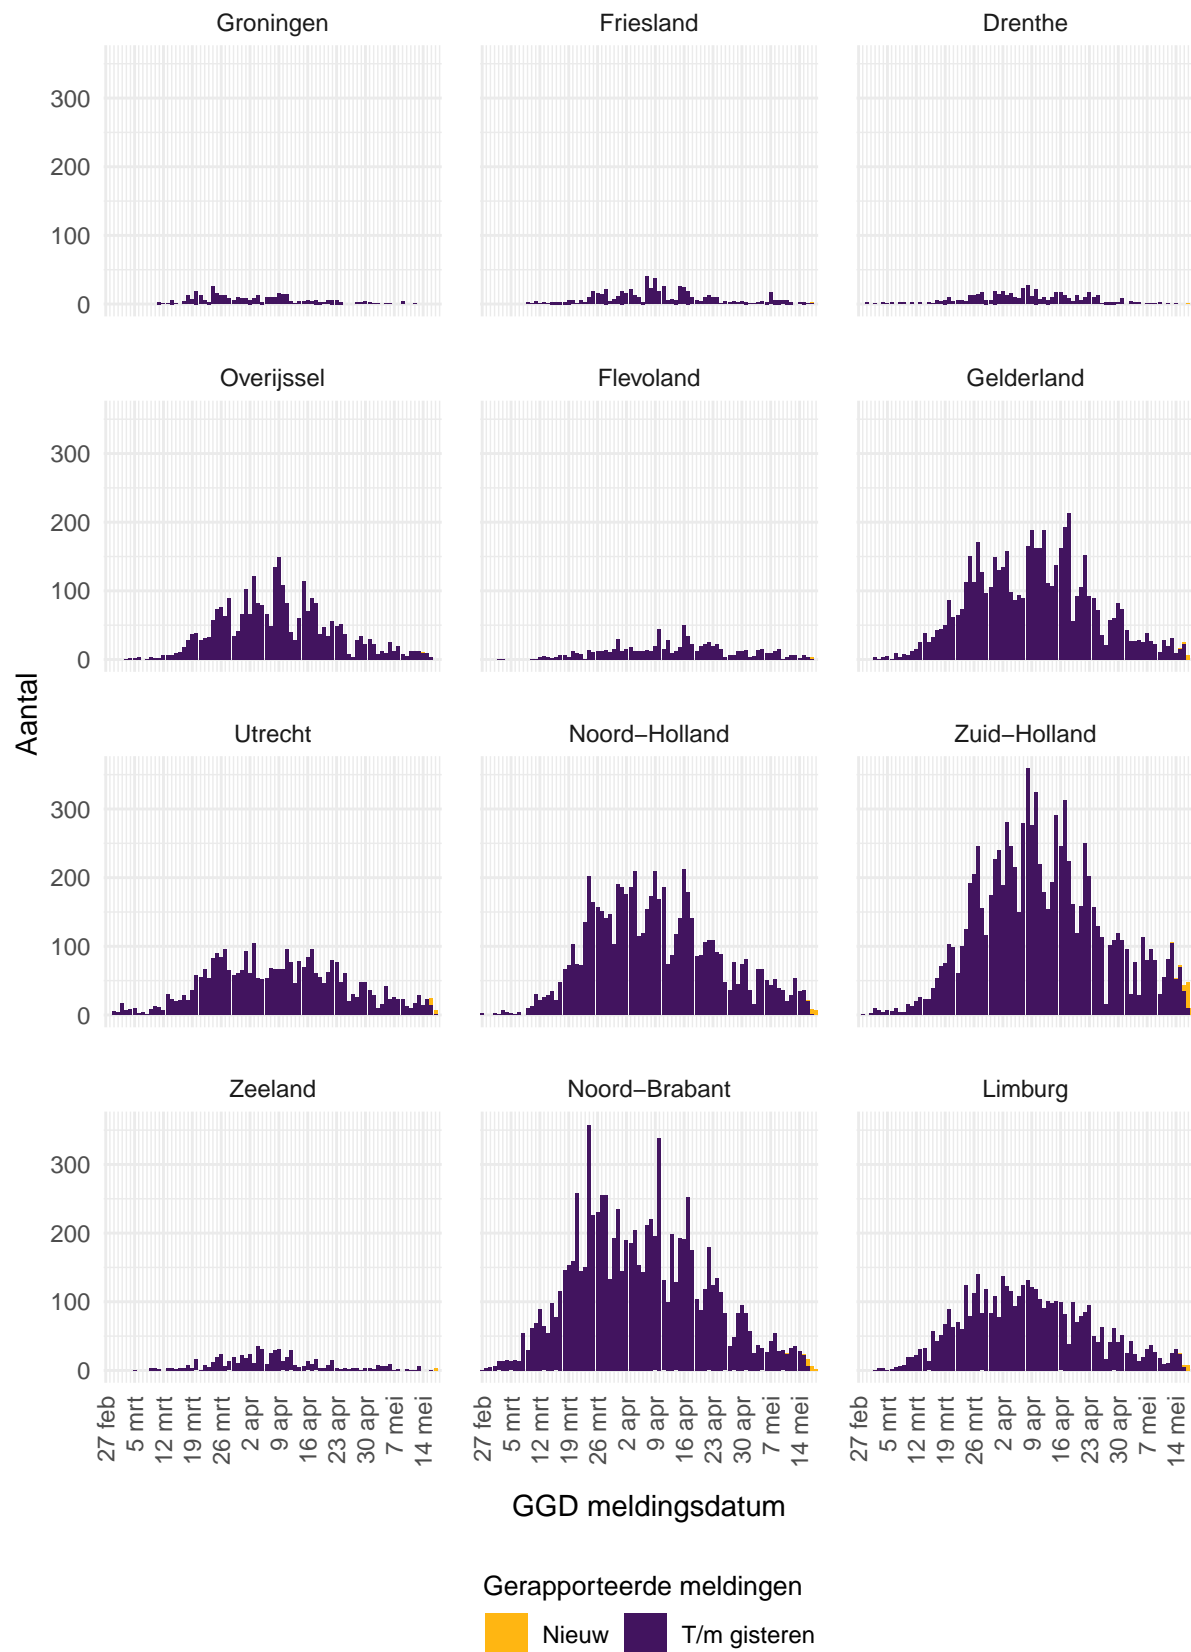 Groningen
Friesland
Drenthe
300
200
100
0
Overijssel
Flevoland
Gelderland
300
200
100
0
Aantal
Utrecht
Noord−Holland
Zuid−Holland
300
200
100
0
Zeeland
Noord−Brabant
Limburg
300
200
100
0
27 feb
5 mrt
12 mrt
19 mrt
26 mrt
2 apr
9 apr
16 apr
23 apr
30 apr
7 mei
14 mei
27 feb
5 mrt
12 mrt
19 mrt
26 mrt
2 apr
9 apr
16 apr
23 apr
30 apr
7 mei
14 mei
27 feb
5 mrt
12 mrt
19 mrt
26 mrt
2 apr
9 apr
16 apr
23 apr
30 apr
7 mei
14 mei
GGD meldingsdatum
Gerapporteerde meldingen
Nieuw
T/m gisteren